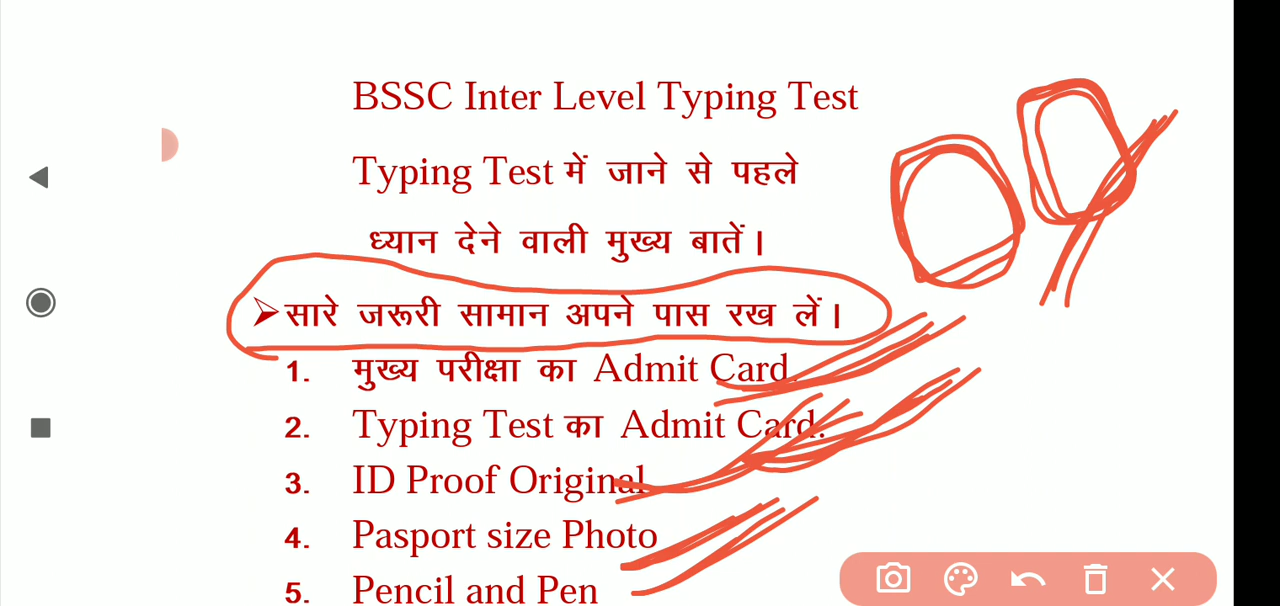 BSSC Inter Level Typing Test
Typing Test में जाने से पहले
ध्यान देने वाली मुख्य बातें।
➢सारे जरूरी सामान अपने पास रख लें।
1. मुख्य परीक्षा का Admit Card.
2. Typing Test का Admit Card.
3. ID Proof Original
4. Pasport size Photo
5. Pencil and Pen